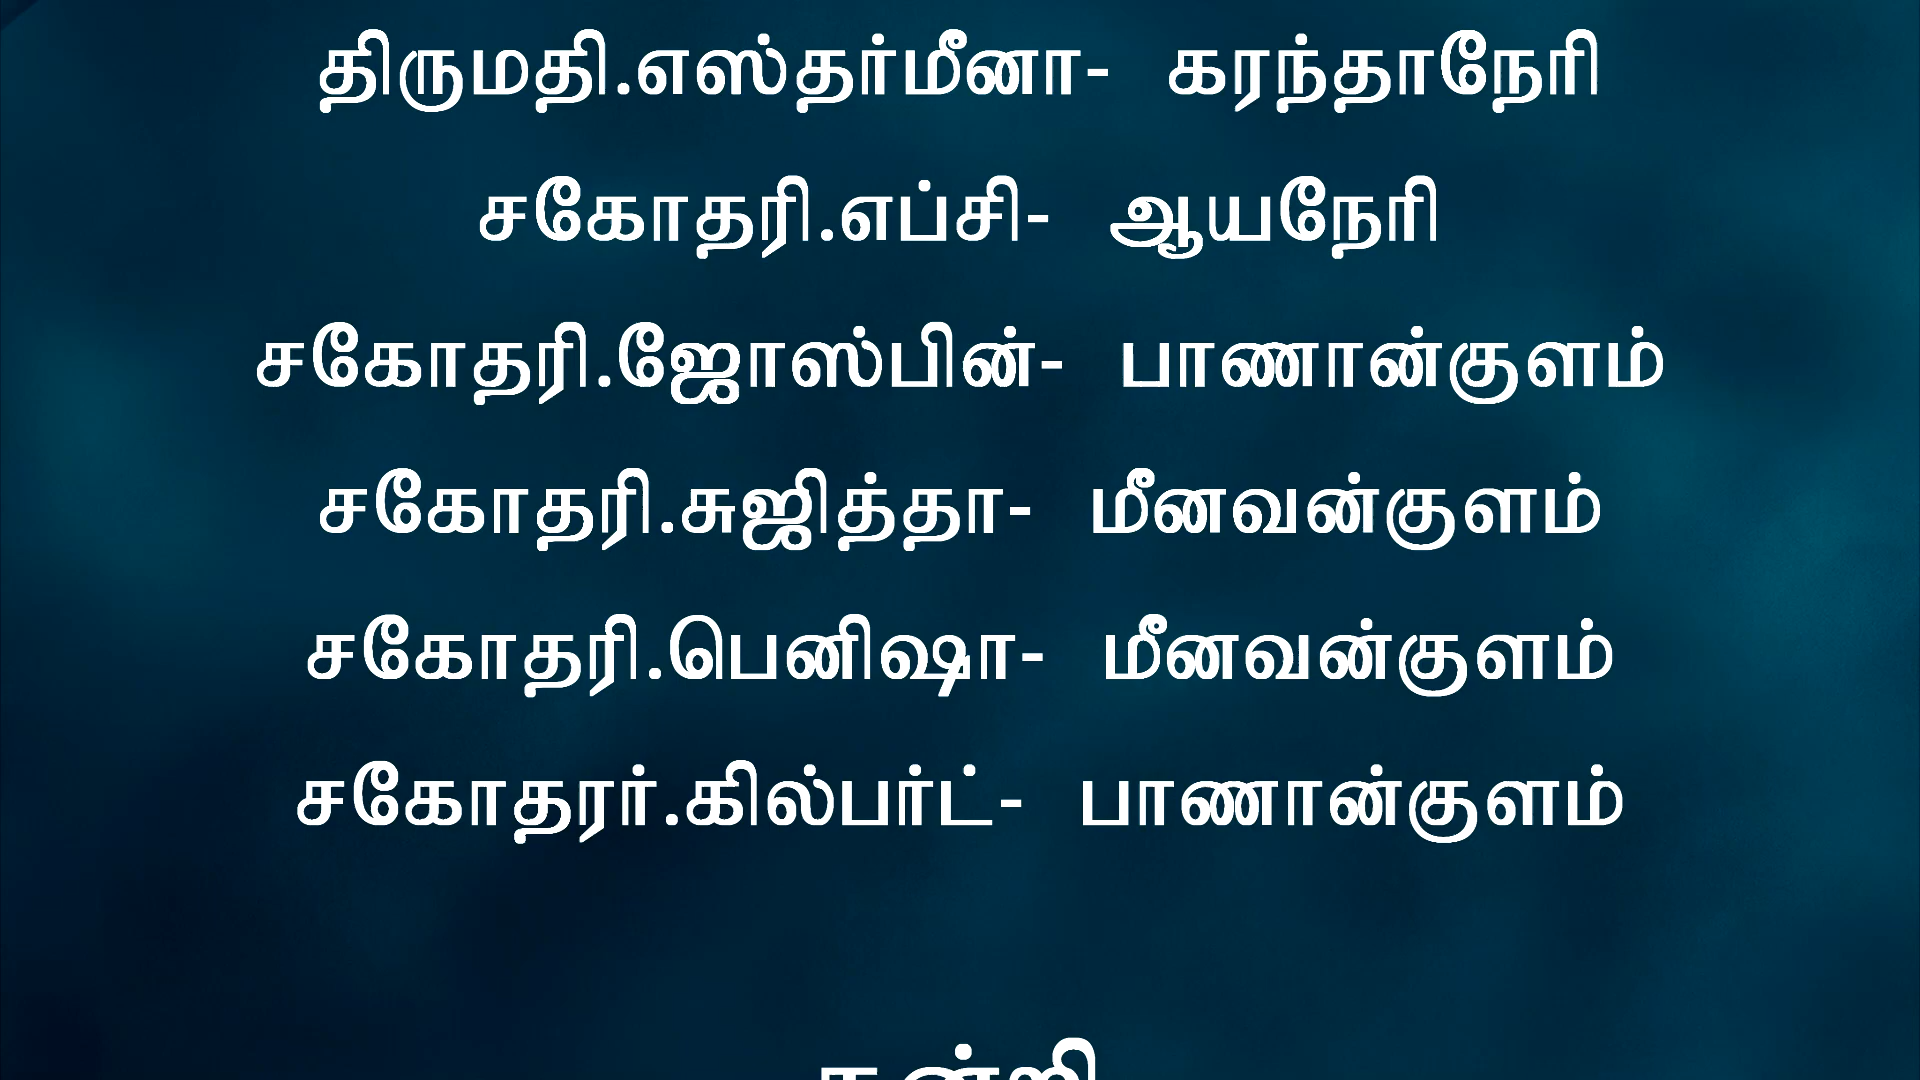 திருமதி.எஸ்தர்மீனா- கரந்தாநேரி
சகோதரி.எப்சி- ஆயநேரி
சகோதரி.ஜோஸ்பின்- பாணான்குளம்
சகோதரி.சுஜித்தா- மீனவன்குளம்
சகோதரி.பெனிஷா- மீனவன்குளம்
சகோதரர்.கில்பர்ட்- பாணான்குளம்